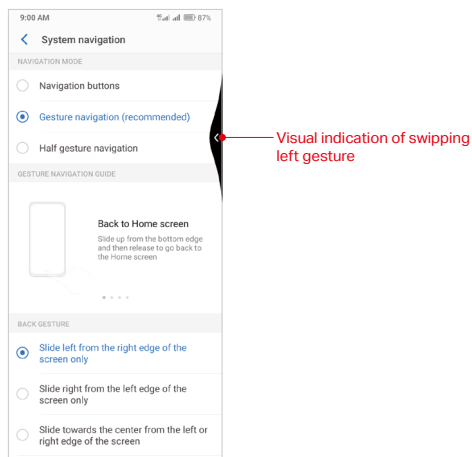 9:00 AM 87%
System navigation
NAVIGATION MODE
Navigation buttons
Gesture navigation (recommended)
Half gesture navigation
Visual indication of swipping
left gesture
GESTURE NAVIGATION GUIDE
Back to Home screen
Slide up from the bottom edge
and then release to go back to
the Home screen
BACK GESTURE
Slide left from the right edge of the
screen only
Slide right from the left edge of the
screen only
Slide towards the center from the left or
right edge of the screen